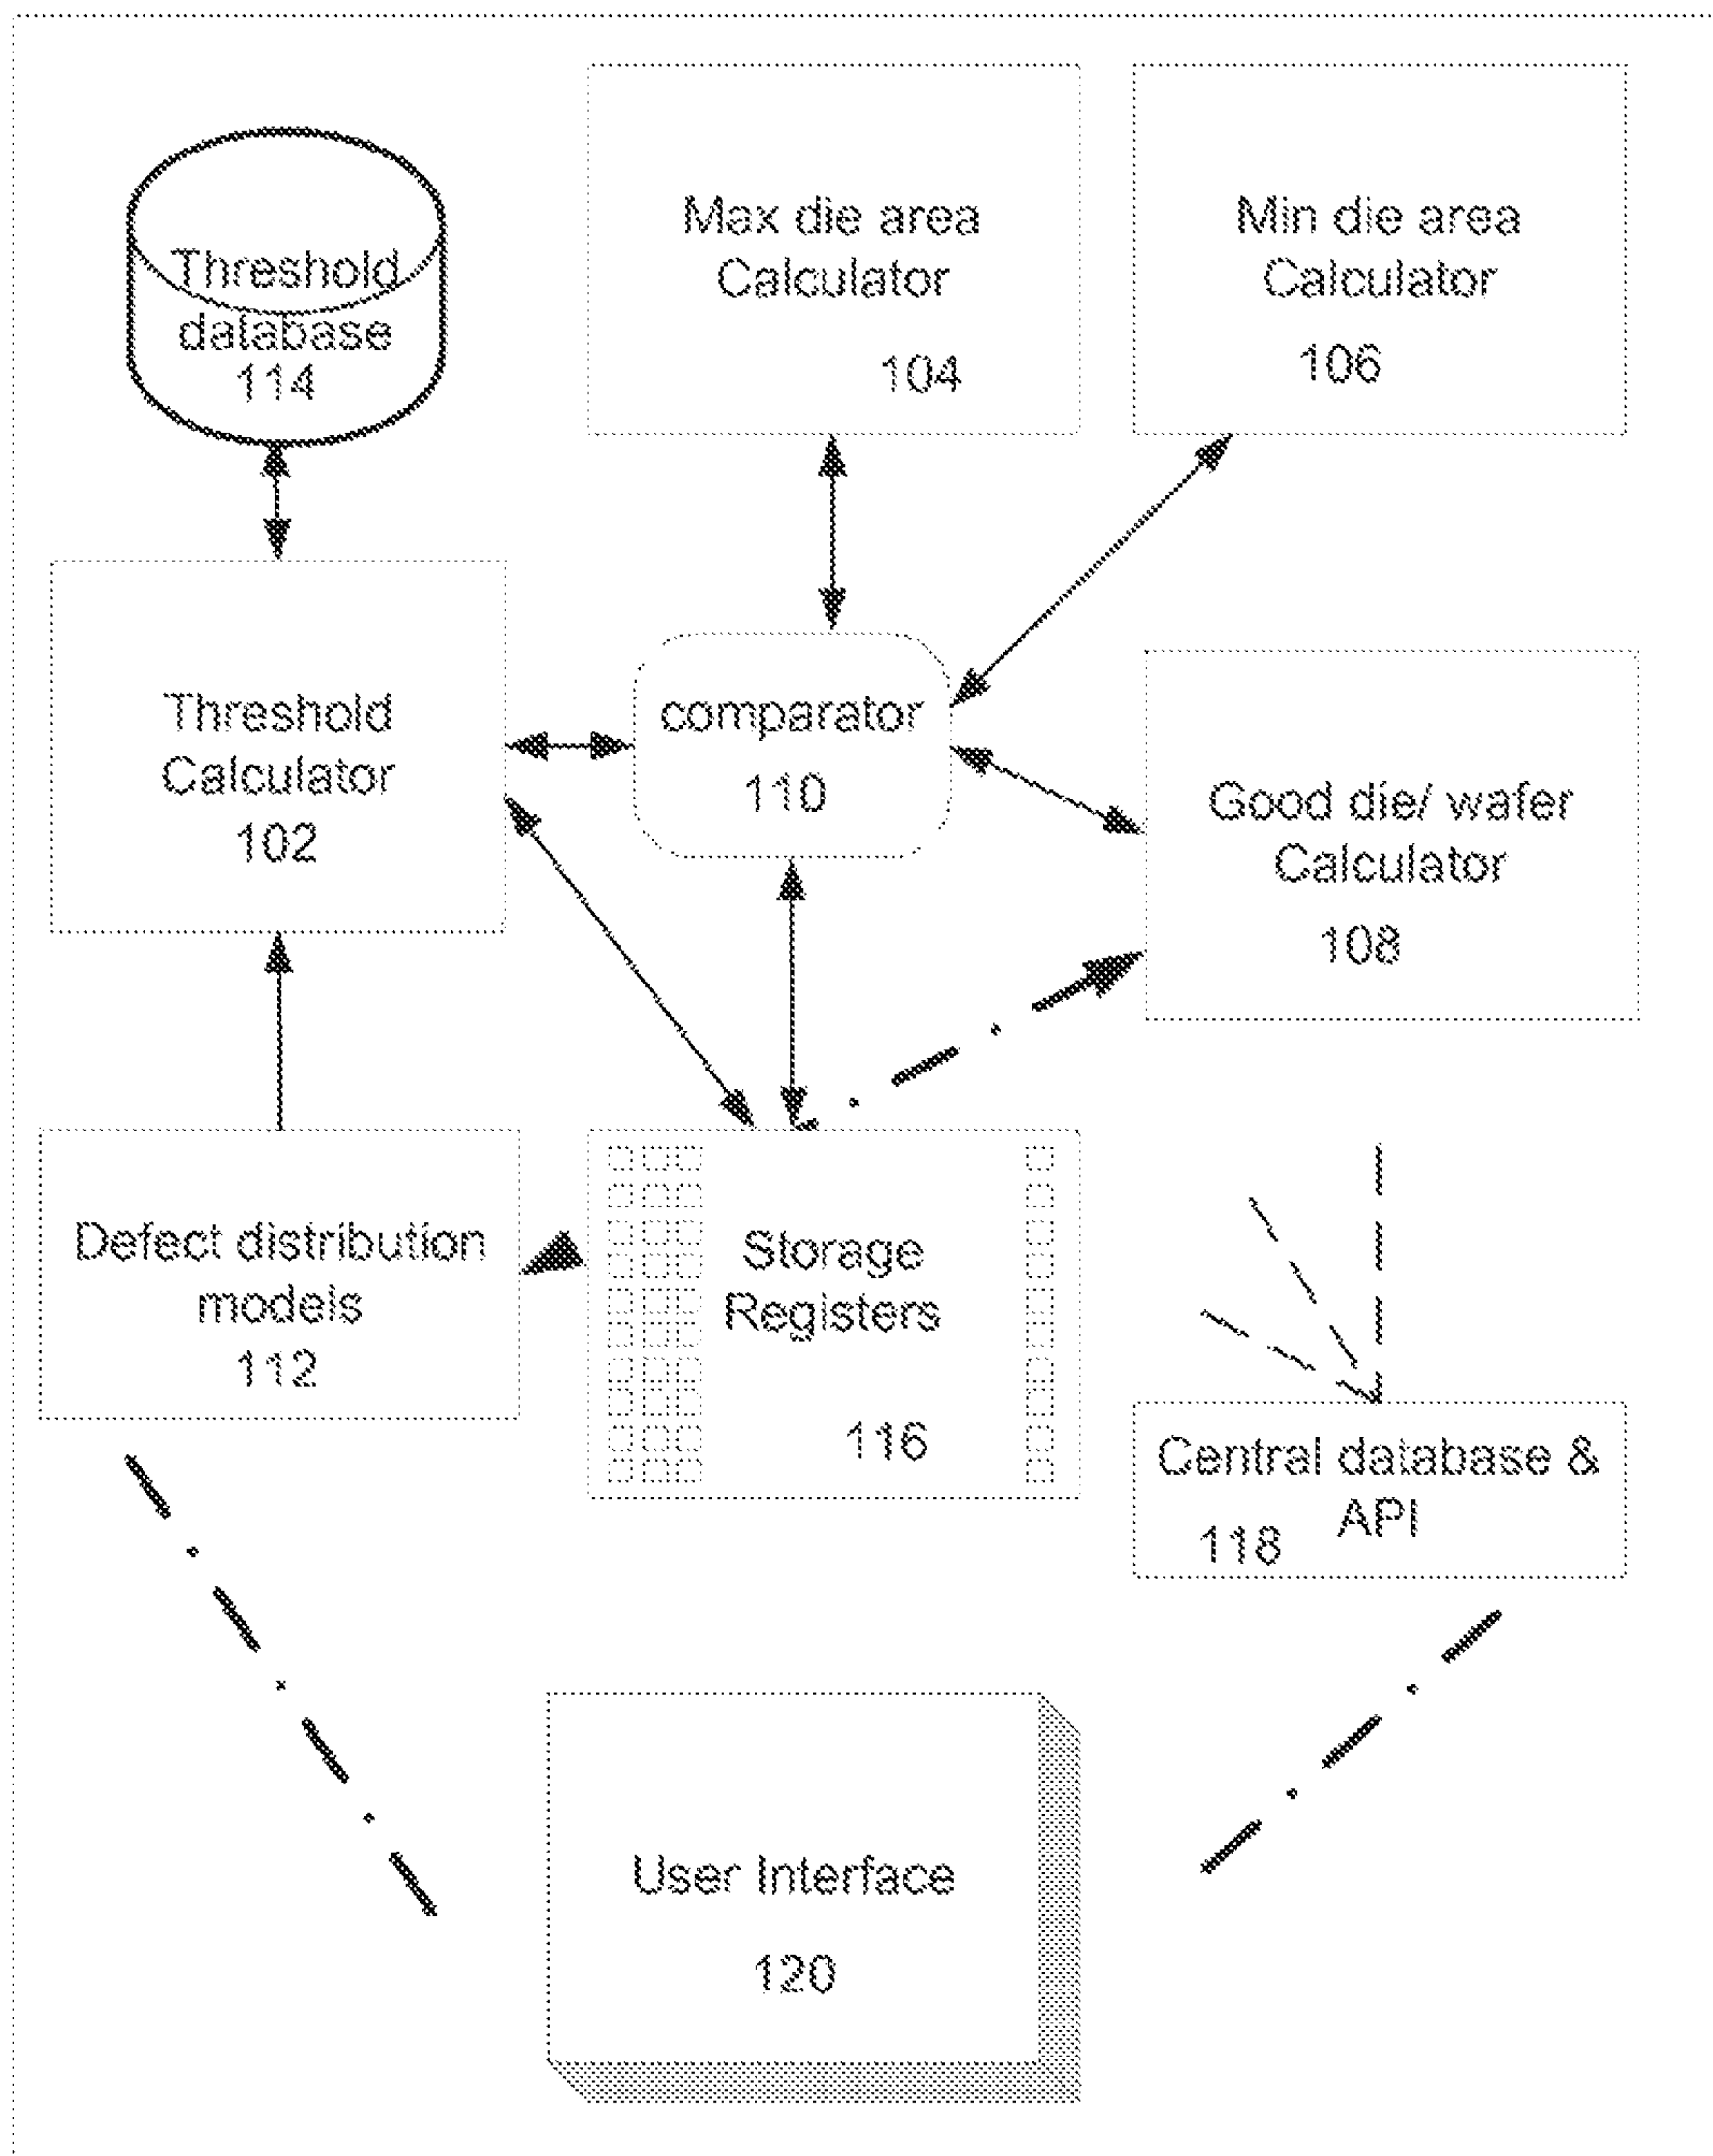 Threshold
database
114
Max die area
Calculator
104
Min die area
Calculator
106
Threshold
Calculator
102
comparator
110
Good die/ wafer
Calculator
108
Defect distribution
models
112
Storage
Registers
116
Central database &
API
118
User Interface
120